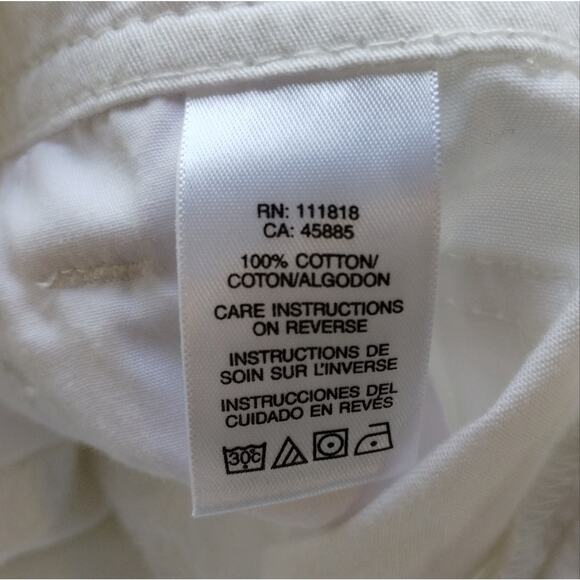 RN: 111818
CA: 45885
100% COTTON/
COTON/ALGODON
CARE INSTRUCTIONS
ON REVERSE
INSTRUCTIONS DE
SOIN SUR L'INVERSE
INSTRUCCIONES DEL
CUIDADO EN REVÉS
30c